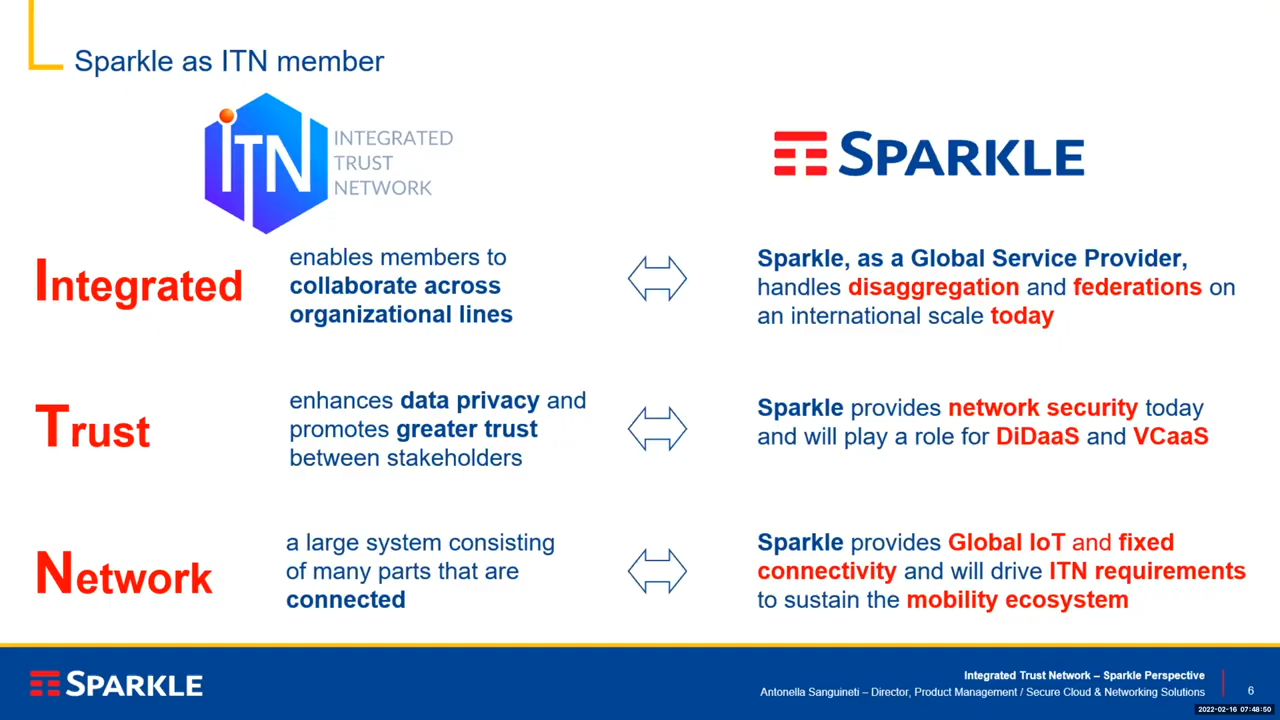 Sparkle as ITN member
iTN
INTEGRATED
TRUST
NETWORK
SPARKLE
Integrated
enables members to
collaborate across
organizational lines
Sparkle, as a Global Service Provider,
handles disaggregation and federations on
an international scale today
Trust
enhances data privacy and
promotes greater trust
between stakeholders
Sparkle provides network security today
and will play a role for DiDaaS and VCaaS
Network
a large system consisting
of many parts that are
connected
Sparkle provides Global IoT and fixed
connectivity and will drive ITN requirements
to sustain the mobility ecosystem
SPARKLE
Integrated Trust Network – Sparkle Perspective
Antonella Sanguineti – Director, Product Management / Secure Cloud & Networking Solutions
6
2022-02-16 07:48:50